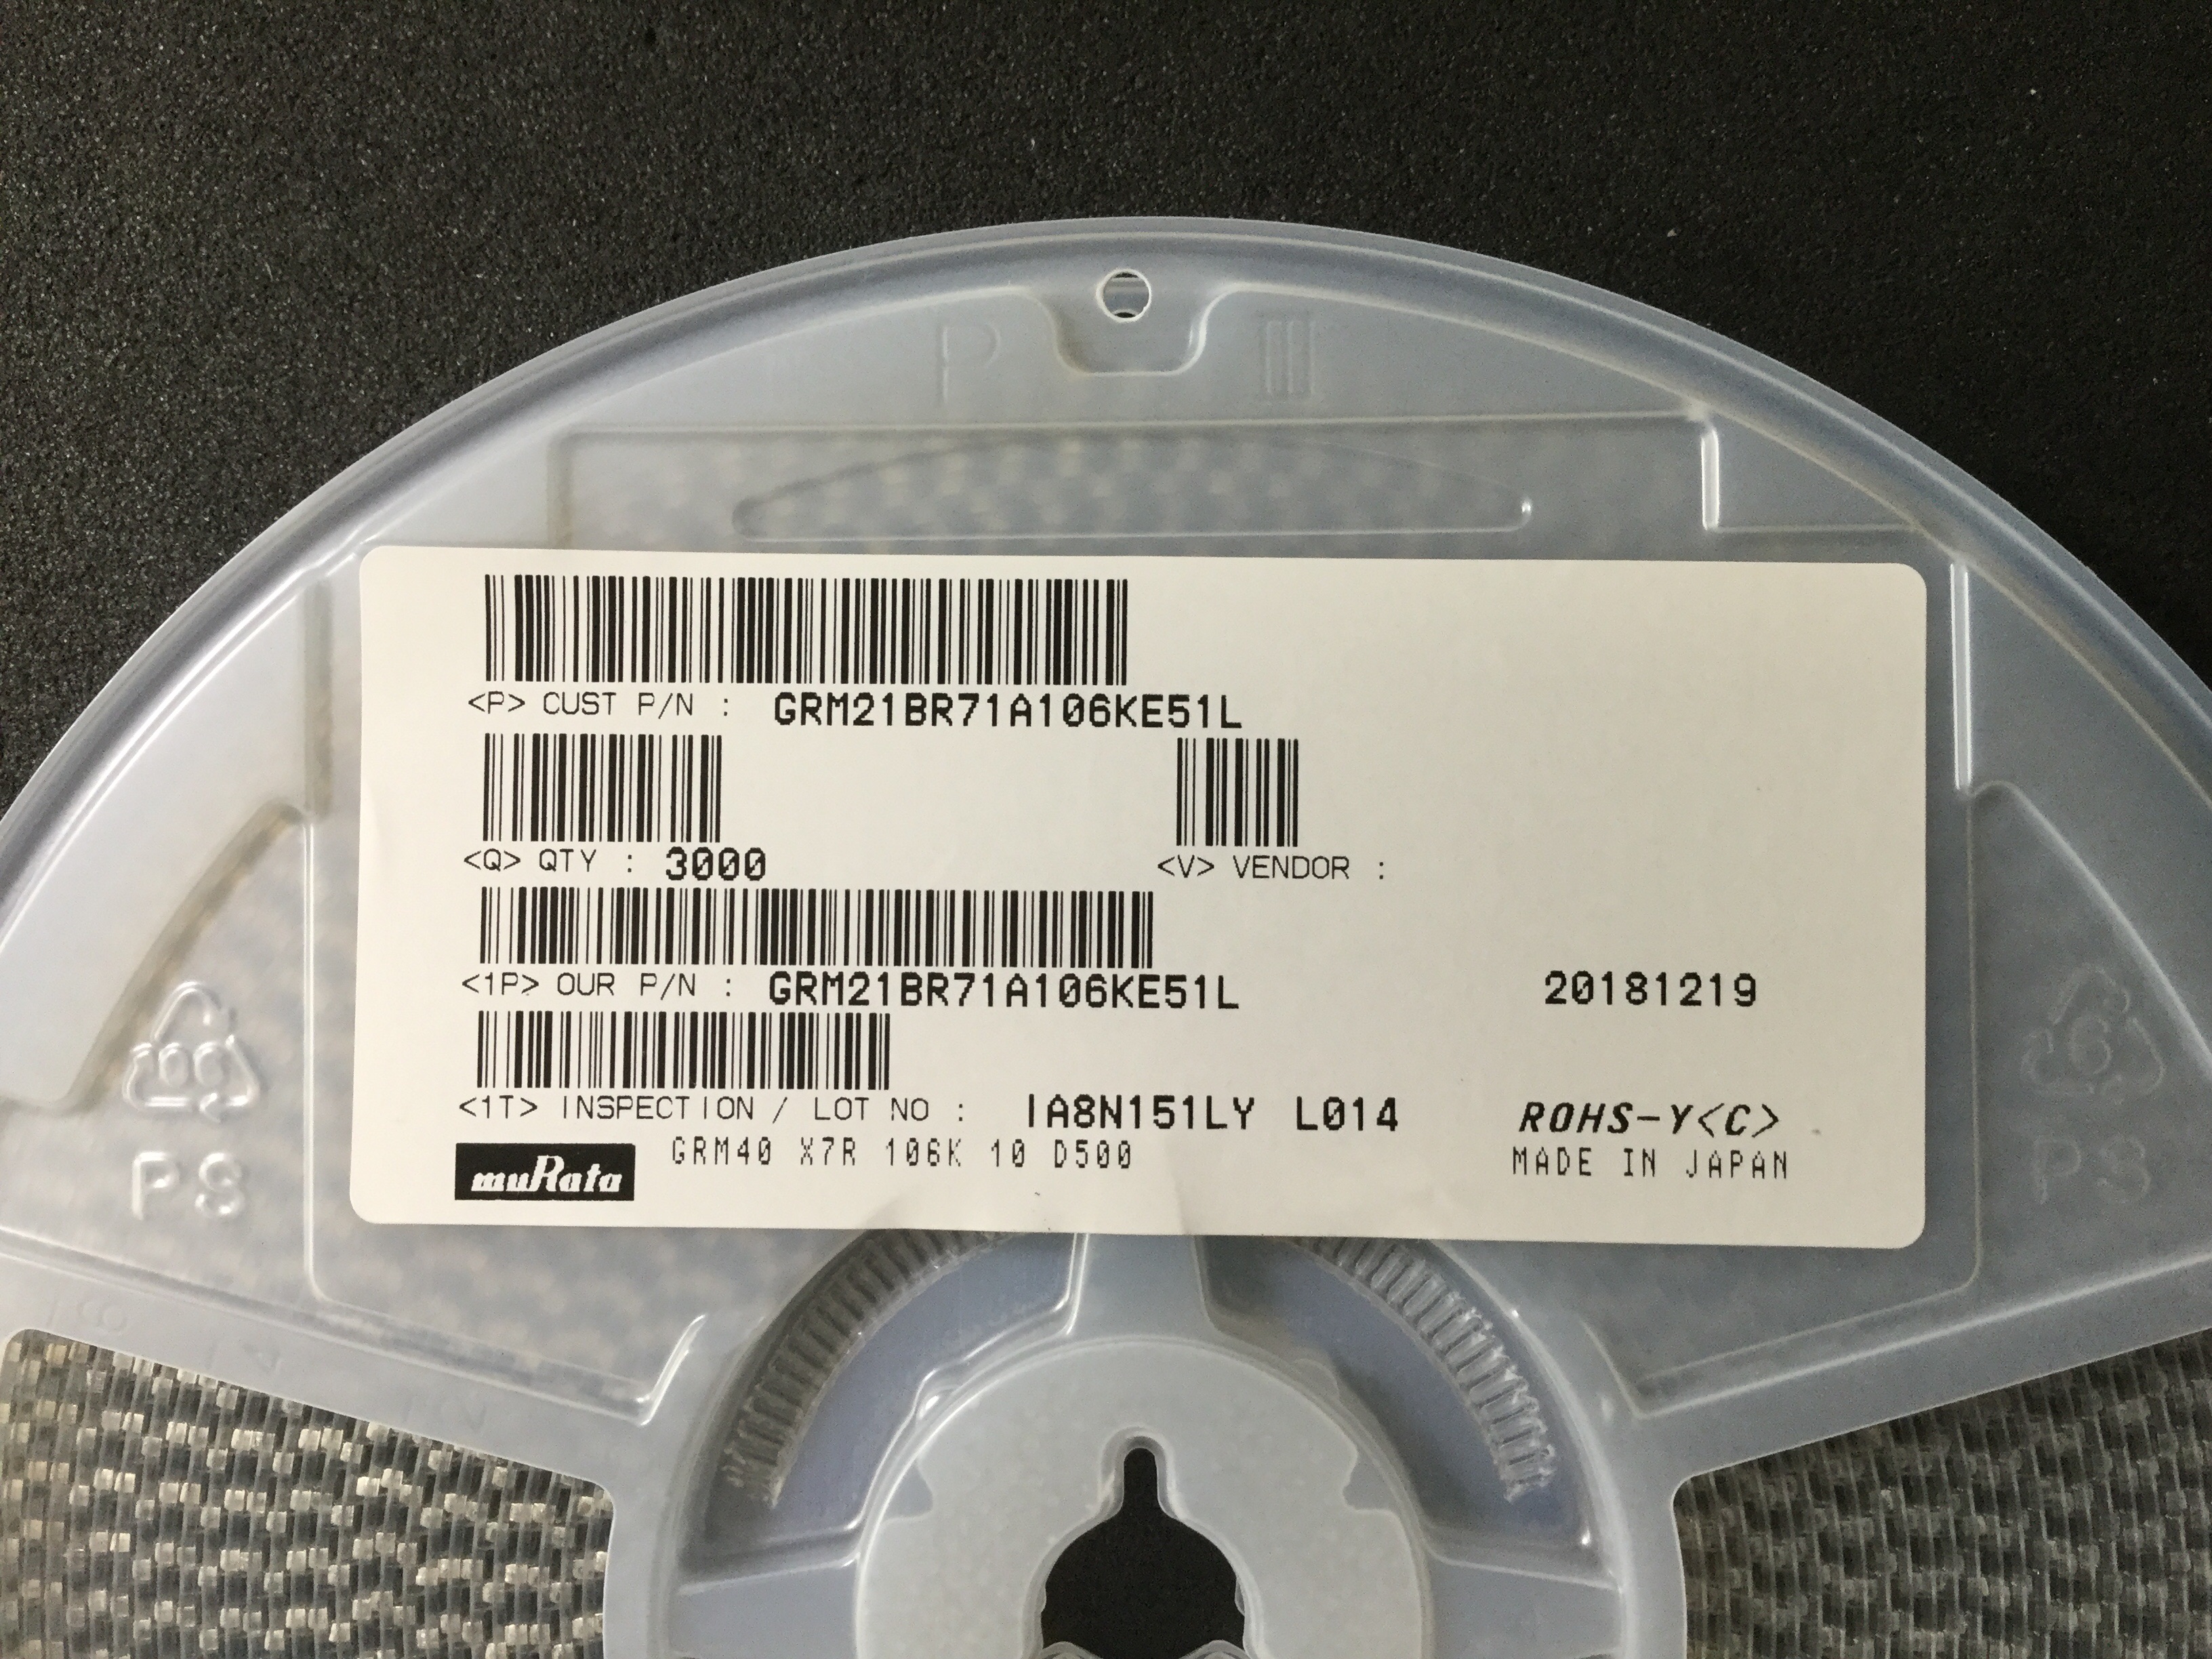 P III
<P> CUST P/N : GRM21BR71A106KE51L
<Q> QTY : 3000 <V> VENDOR :
<1P> OUR P/N : GRM21BR71A106KE51L 20181219
<1T> INSPECTION / LOT NO : IA8N151LY L014 ROHS-Y<C>
muRata GRM40 X7R 106K 10 D500 MADE IN JAPAN
PS
PS